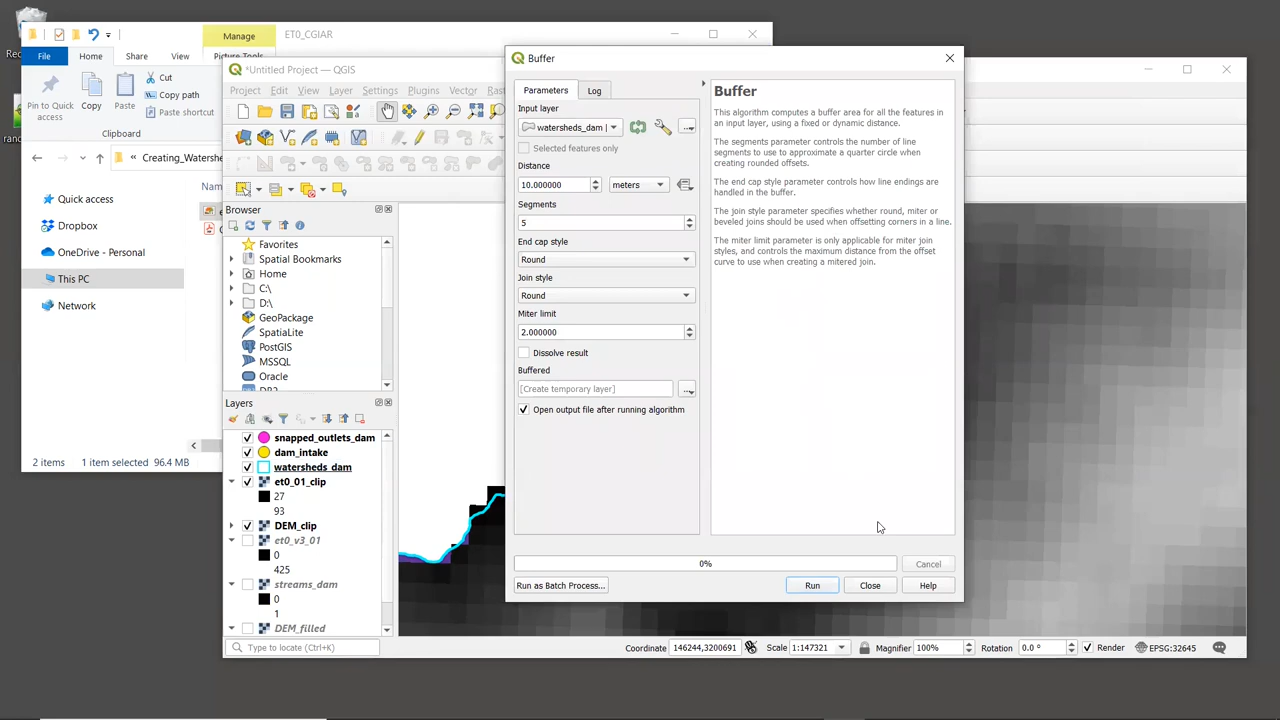 Manage
ET0_CGIAR
File
Home
Share
View
Picture Tools
Pin to Quick access
Copy
Paste
Cut
Copy path
Paste shortcut
Clipboard
Creating_Watershe
Quick access
Dropbox
OneDrive - Personal
This PC
Network
2 items
1 item selected
96.4 MB
*Untitled Project — QGIS
Project
Edit
View
Layer
Settings
Plugins
Vector
Browser
Favorites
Spatial Bookmarks
Home
C:\
D:\
GeoPackage
SpatiaLite
PostGIS
MSSQL
Oracle
Layers
snapped_outlets_dam
dam_intake
watersheds_dam
et0_01_clip
27
93
DEM_clip
et0_v3_01
0
425
streams_dam
0
1
DEM_filled
Type to locate (Ctrl+K)
Coordinate
146244,3200691
Scale
1:147321
Magnifier
100%
Rotation
0.0 °
Render
EPSG:32645
Buffer
Parameters
Log
Input layer
watersheds_dam |
Selected features only
Distance
10.000000
meters
Segments
5
End cap style
Round
Join style
Round
Miter limit
2.000000
Dissolve result
Buffered
[Create temporary layer]
Open output file after running algorithm
Buffer
This algorithm computes a buffer area for all the features in
an input layer, using a fixed or dynamic distance.
The segments parameter controls the number of line
segments to use to approximate a quarter circle when
creating rounded offsets.
The end cap style parameter controls how line endings are
handled in the buffer.
The join style parameter specifies whether round, miter or
beveled joins should be used when offsetting corners in a line.
The miter limit parameter is only applicable for miter join
styles, and controls the maximum distance from the offset
curve to use when creating a mitered join.
0%
Cancel
Run as Batch Process...
Run
Close
Help